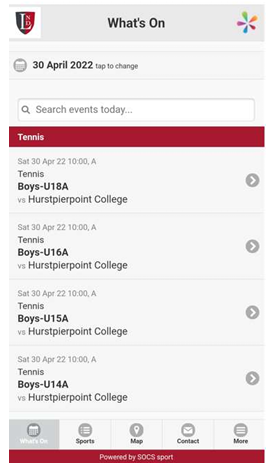 What's On
30 April 2022 tap to change
Search events today...
Tennis
Sat 30 Apr 22 10:00, A
Tennis
Boys-U18A
vs Hurstpierpoint College
Sat 30 Apr 22 10:00, A
Tennis
Boys-U16A
vs Hurstpierpoint College
Sat 30 Apr 22 10:00, A
Tennis
Boys-U15A
vs Hurstpierpoint College
Sat 30 Apr 22 10:00, A
Tennis
Boys-U14A
vs Hurstpierpoint College
What's On Sports Map Contact More
Powered by SOCS sport